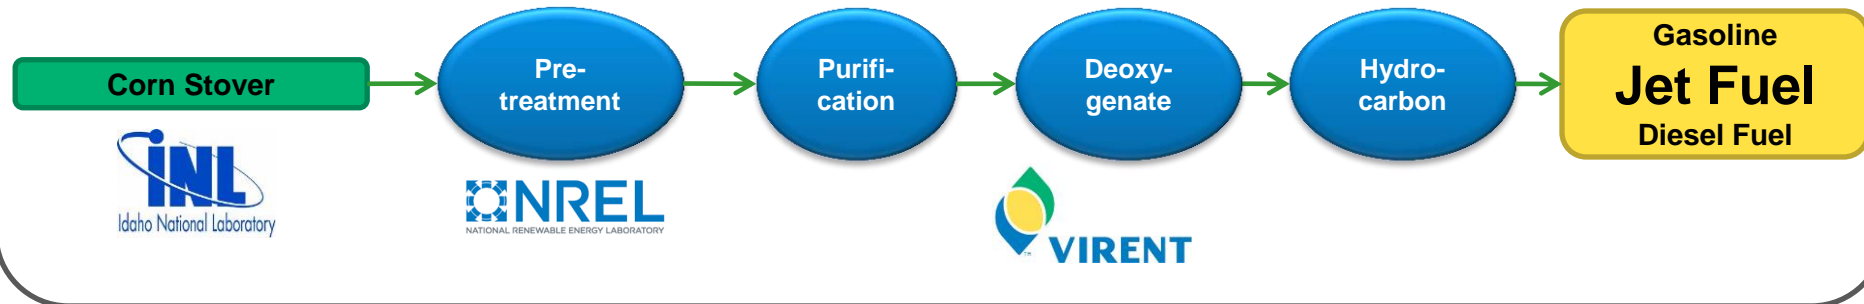 Corn Stover
Pre-
treatment
Purifi-
cation
Deoxy-
genate
Hydro-
carbon
Gasoline
Jet Fuel
Diesel Fuel
INL
Idaho National Laboratory
NREL
NATIONAL RENEWABLE ENERGY LABORATORY
VIRENT
TM